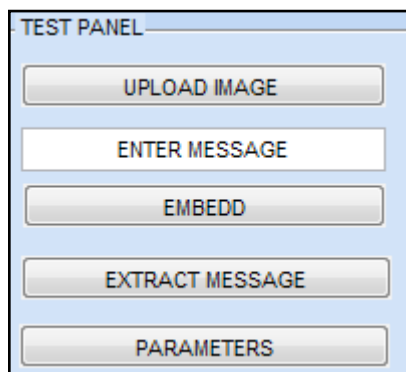 TEST PANEL
UPLOAD IMAGE
ENTER MESSAGE
EMBEDD
EXTRACT MESSAGE
PARAMETERS